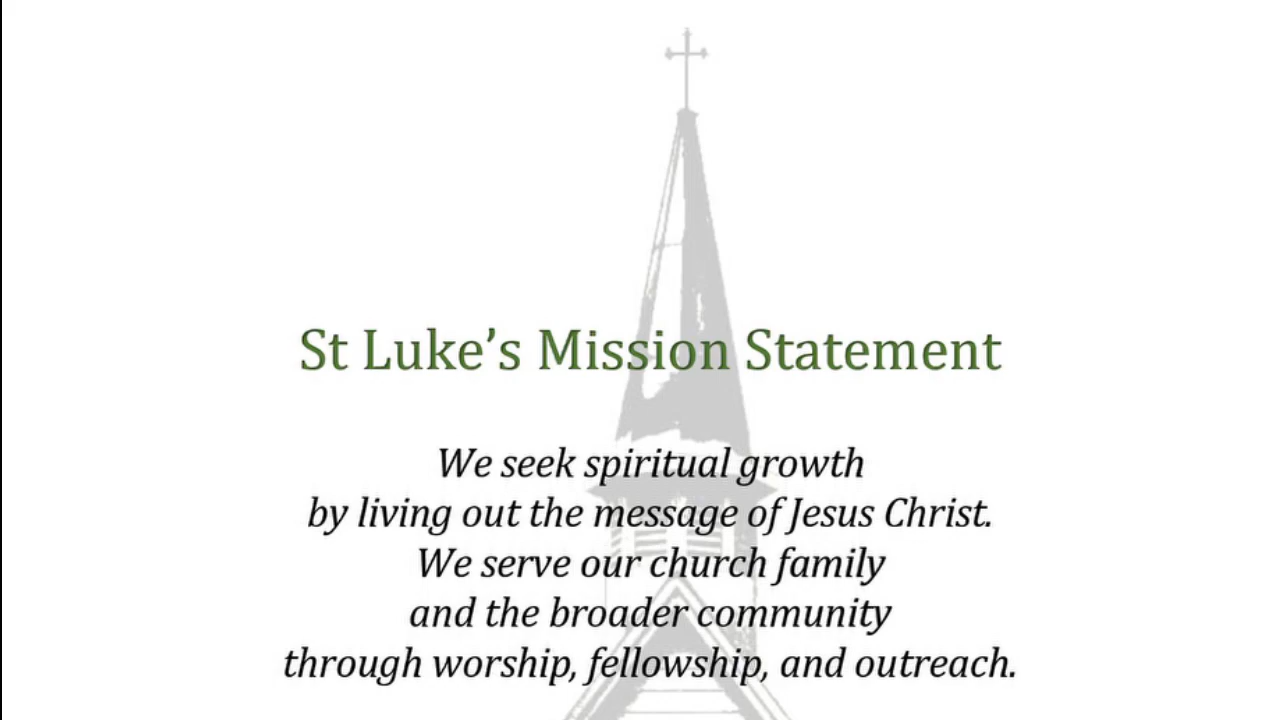 St Luke’s Mission Statement
We seek spiritual growth
by living out the message of Jesus Christ.
We serve our church family
and the broader community
through worship, fellowship, and outreach.